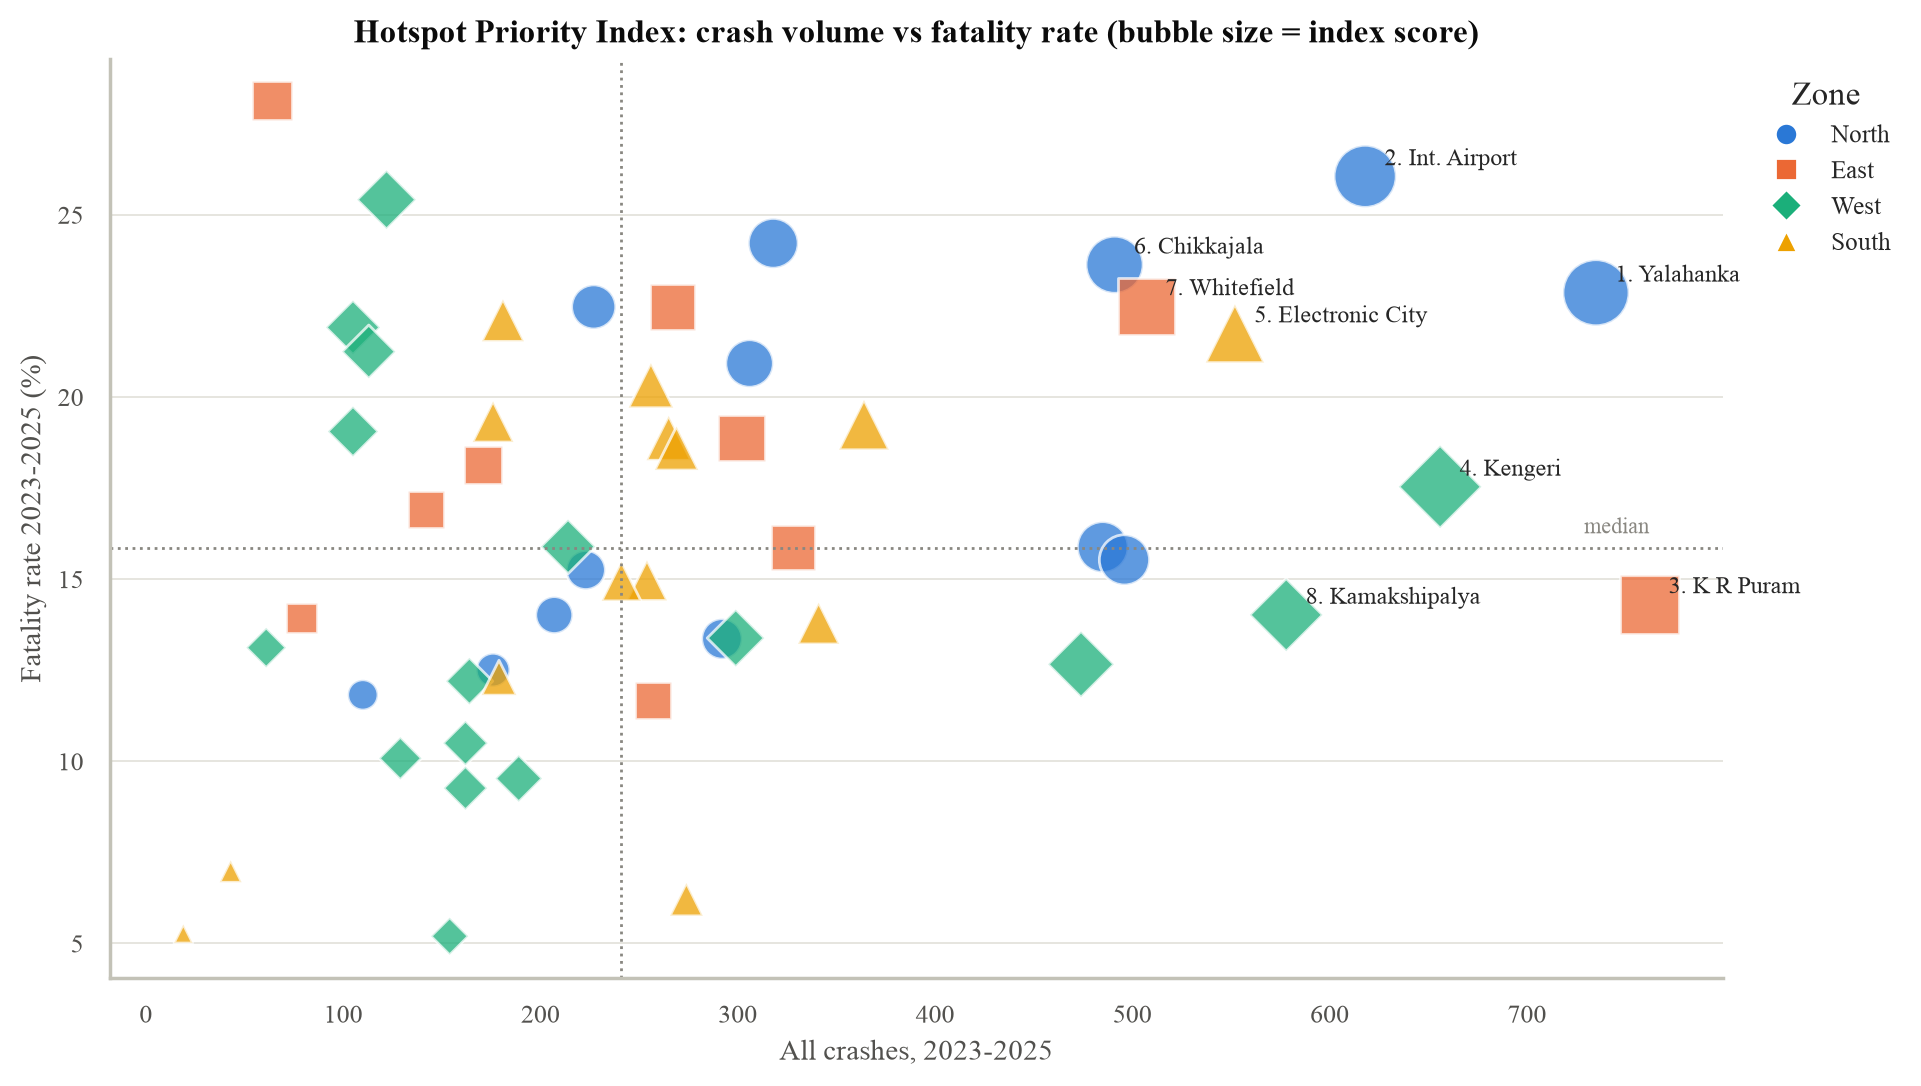 Hotspot Priority Index: crash volume vs fatality rate (bubble size = index score)
Zone
North
East
West
South
2. Int. Airport
6. Chikkajala
1. Yalahanka
7. Whitefield
5. Electronic City
4. Kengeri
median
3. K R Puram
8. Kamakshipalya
Fatality rate 2023-2025 (%)
25
20
15
10
5
0
100
200
300
400
500
600
700
All crashes, 2023-2025